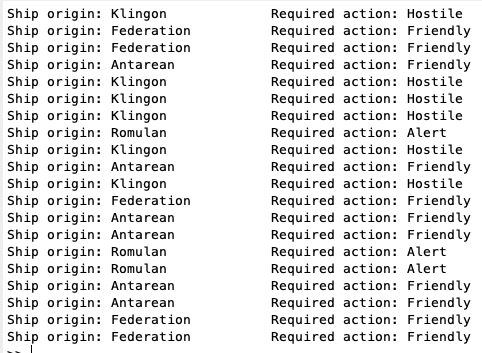 Ship origin: Klingon Required action: Hostile
Ship origin: Federation Required action: Friendly
Ship origin: Federation Required action: Friendly
Ship origin: Antarean Required action: Friendly
Ship origin: Klingon Required action: Hostile
Ship origin: Klingon Required action: Hostile
Ship origin: Klingon Required action: Hostile
Ship origin: Romulan Required action: Alert
Ship origin: Klingon Required action: Hostile
Ship origin: Antarean Required action: Friendly
Ship origin: Klingon Required action: Hostile
Ship origin: Federation Required action: Friendly
Ship origin: Antarean Required action: Friendly
Ship origin: Antarean Required action: Friendly
Ship origin: Romulan Required action: Alert
Ship origin: Romulan Required action: Alert
Ship origin: Antarean Required action: Friendly
Ship origin: Antarean Required action: Friendly
Ship origin: Federation Required action: Friendly
Ship origin: Federation Required action: Friendly
>>